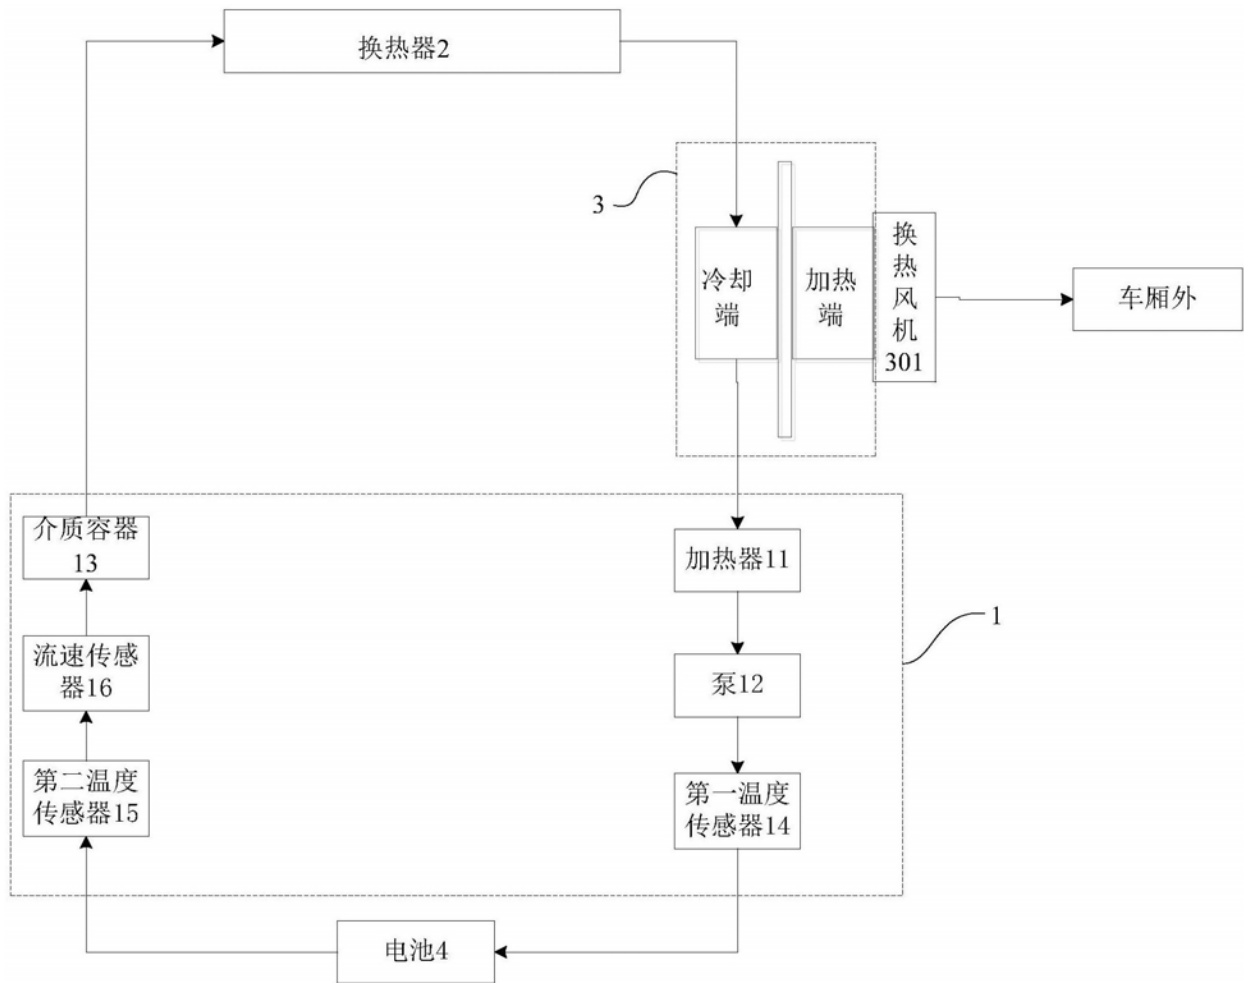 换热器2
3
冷却
端
加热
端
换
热
风
机
301
车厢外
介质容器
13
加热器11
1
流速传感
器16
泵12
第二温度
传感器15
第一温度
传感器14
电池4